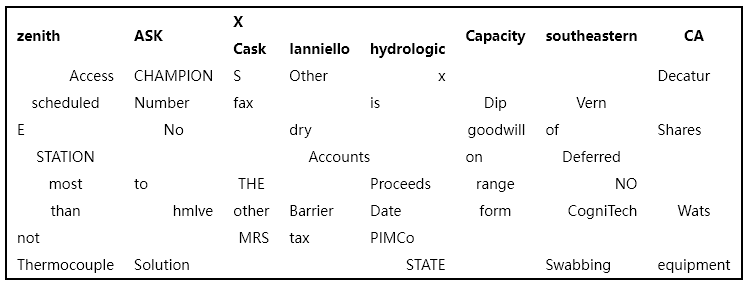 zenith ASK X Cask lanniello hydrologic Capacity southeastern CA
Access CHAMPION S Other x Decatur
scheduled Number fax is Dip Vern
E No dry goodwill of Shares
STATION Accounts on Deferred
most to THE Proceeds range NO
than hmlve other Barrier Date form CogniTech Wats
not MRS tax PIMCo
Thermocouple Solution STATE Swabbing equipment